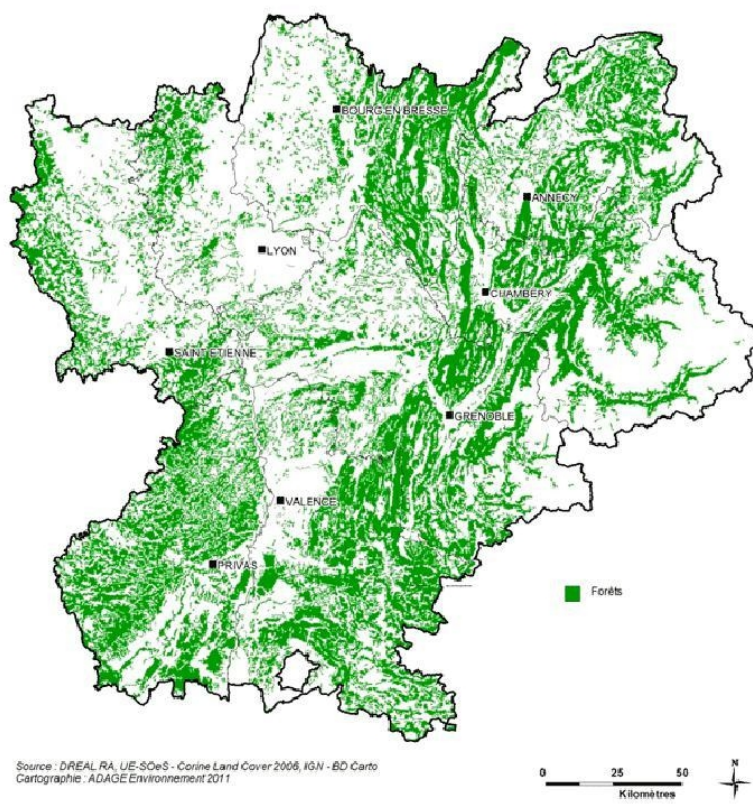 BOURG EN BRESSE
ANNECY
LYON
CHAMBERY
SAINT ETIENNE
GRENOBLE
VALENCE
PRIVAS
Forêts
Source : DREAL RA, UE-SOeS - Corine Land Cover 2006, IGN - BD Carto
Cartographie : ADAGE Environnement 2011
0 25 50
Kilomètres
N